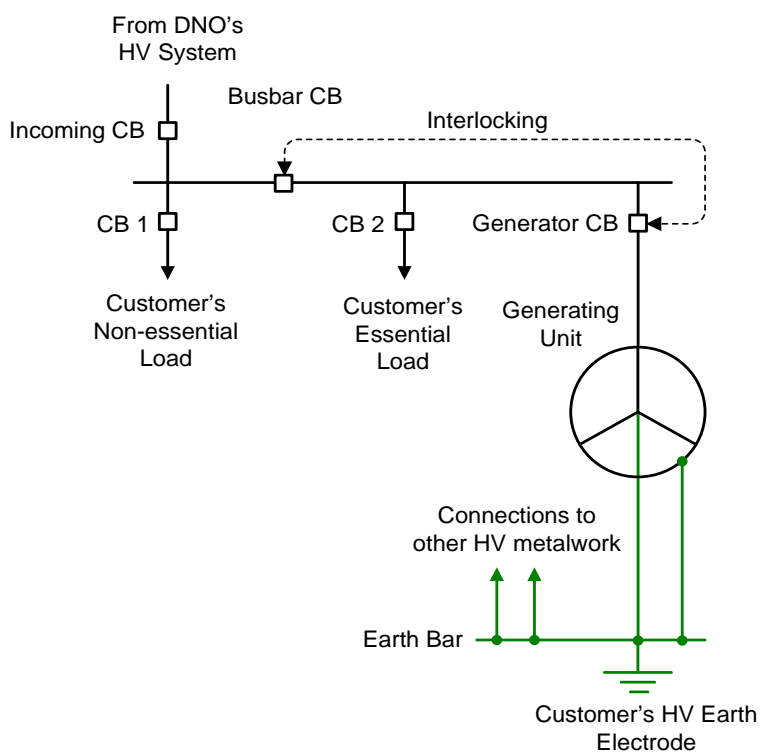 From DNO's
HV System
Busbar CB
Incoming CB
Interlocking
CB 1
CB 2
Generator CB
Customer's
Non-essential
Load
Customer's
Essential
Load
Generating
Unit
Connections to
other HV metalwork
Earth Bar
Customer's HV Earth
Electrode